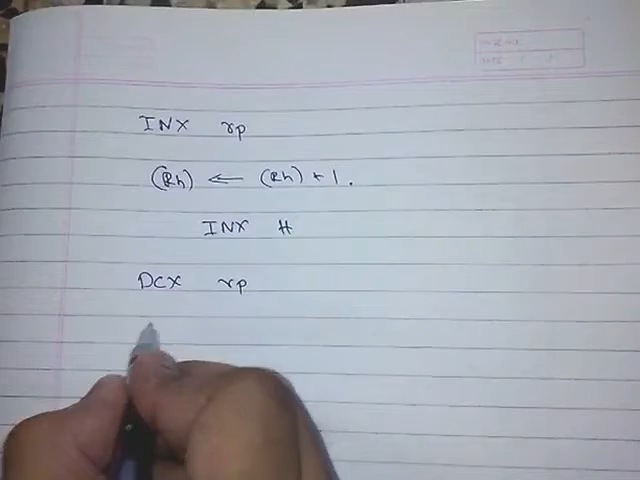 INX rp
(Rh) ← (Rh) + 1.
INX H
DCX rp